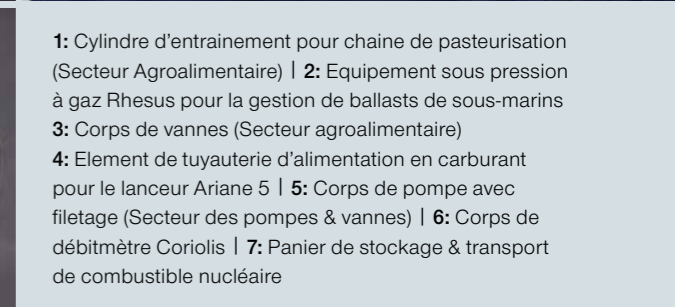 1: Cylindre d'entrainement pour chaine de pasteurisation
(Secteur Agroalimentaire) | 2: Equipement sous pression
à gaz Rhesus pour la gestion de ballasts de sous-marins
3: Corps de vannes (Secteur agroalimentaire)
4: Element de tuyauterie d'alimentation en carburant
pour le lanceur Ariane 5 | 5: Corps de pompe avec
filetage (Secteur des pompes & vannes) | 6: Corps de
débitmètre Coriolis | 7: Panier de stockage & transport
de combustible nucléaire